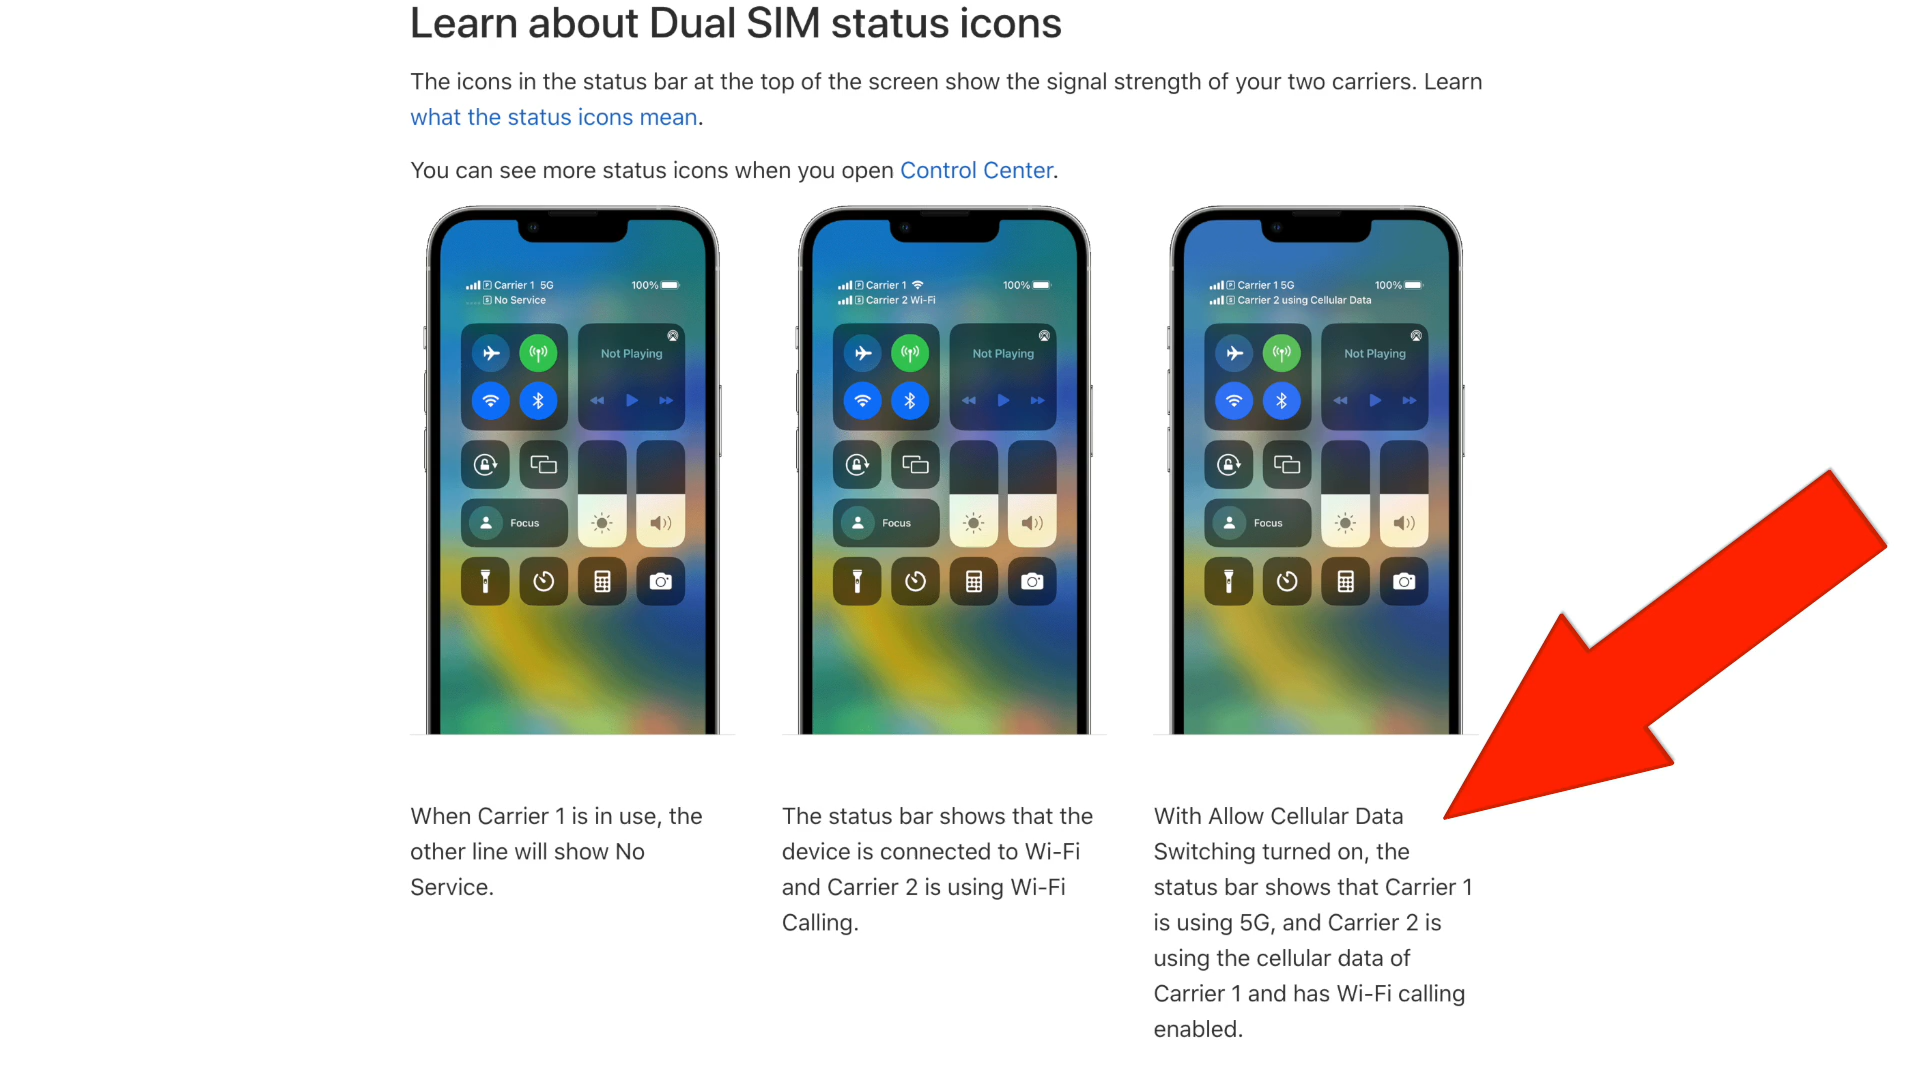 Learn about Dual SIM status icons
The icons in the status bar at the top of the screen show the signal strength of your two carriers. Learn
what the status icons mean.
You can see more status icons when you open Control Center.
P Carrier 1 5G 100%
S No Service
Not Playing
Focus
P Carrier 1 100%
S Carrier 2 Wi-Fi
Not Playing
Focus
P Carrier 1 5G 100%
S Carrier 2 using Cellular Data
Not Playing
Focus
When Carrier 1 is in use, the
other line will show No
Service.
The status bar shows that the
device is connected to Wi-Fi
and Carrier 2 is using Wi-Fi
Calling.
With Allow Cellular Data
Switching turned on, the
status bar shows that Carrier 1
is using 5G, and Carrier 2 is
using the cellular data of
Carrier 1 and has Wi-Fi calling
enabled.